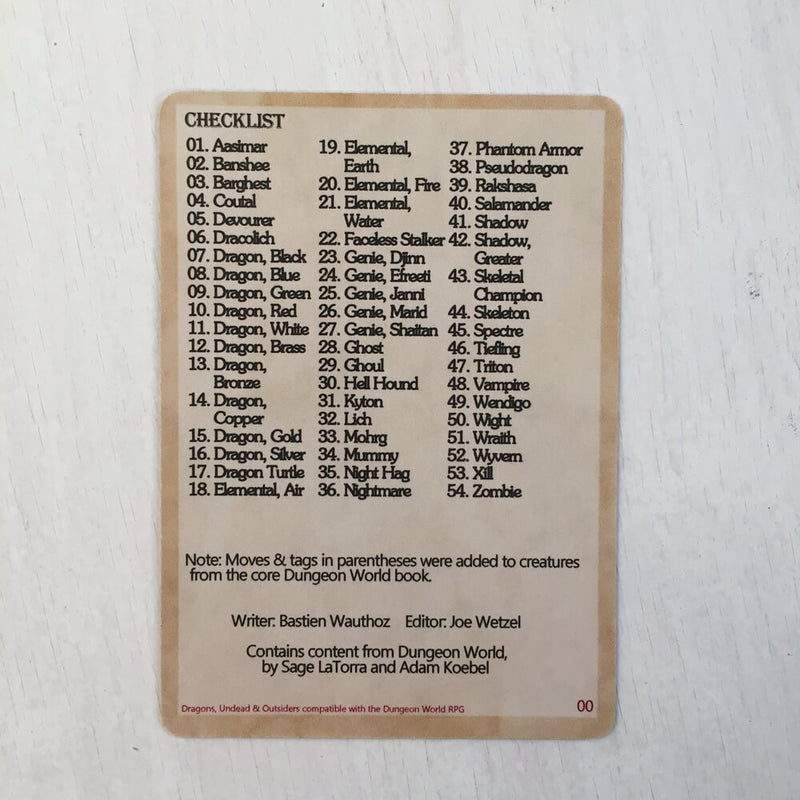 CHECKLIST
01. Aasimar
02. Banshee
03. Barghest
04. Coutal
05. Devourer
06. Dracolich
07. Dragon, Black
08. Dragon, Blue
09. Dragon, Green
10. Dragon, Red
11. Dragon, White
12. Dragon, Brass
13. Dragon,
Bronze
14. Dragon,
Copper
15. Dragon, Gold
16. Dragon, Silver
17. Dragon Turtle
18. Elemental, Air
19. Elemental,
Earth
20. Elemental, Fire
21. Elemental,
Water
22. Faceless Stalker
23. Genie, Djinn
24. Genie, Efreeti
25. Genie, Janni
26. Genie, Marid
27. Genie, Shaitan
28. Ghost
29. Ghoul
30. Hell Hound
31. Kyton
32. Lich
33. Mohrg
34. Mummy
35. Night Hag
36. Nightmare
37. Phantom Armor
38. Pseudodragon
39. Rakshasa
40. Salamander
41. Shadow
42. Shadow,
Greater
43. Skeletal
Champion
44. Skeleton
45. Spectre
46. Tiefling
47. Triton
48. Vampire
49. Wendigo
50. Wight
51. Wraith
52. Wyvern
53. Xill
54. Zombie
Note: Moves & tags in parentheses were added to creatures
from the core Dungeon World book.
Writer: Bastien Wauthoz Editor: Joe Wetzel
Contains content from Dungeon World,
by Sage LaTorra and Adam Koebel
Dragons, Undead & Outsiders compatible with the Dungeon World RPG 00